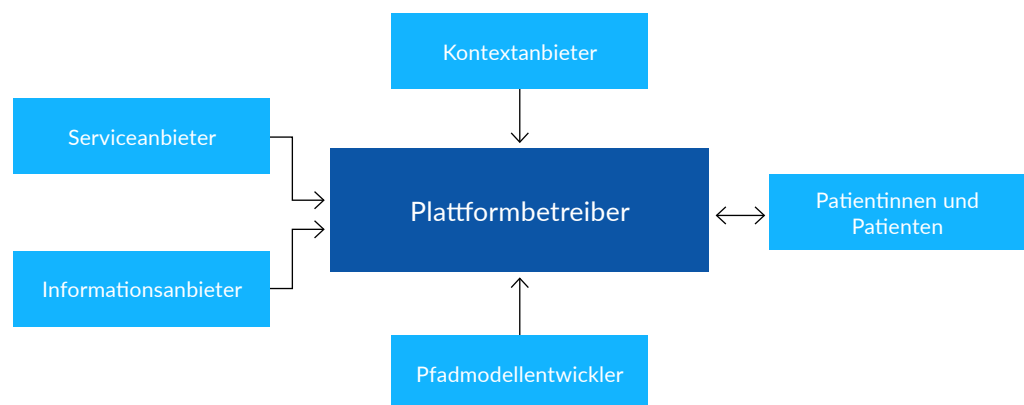 Kontextanbieter
Serviceanbieter
Plattformbetreiber
Patientinnen und
Patienten
Informationsanbieter
Pfadmodellentwickler